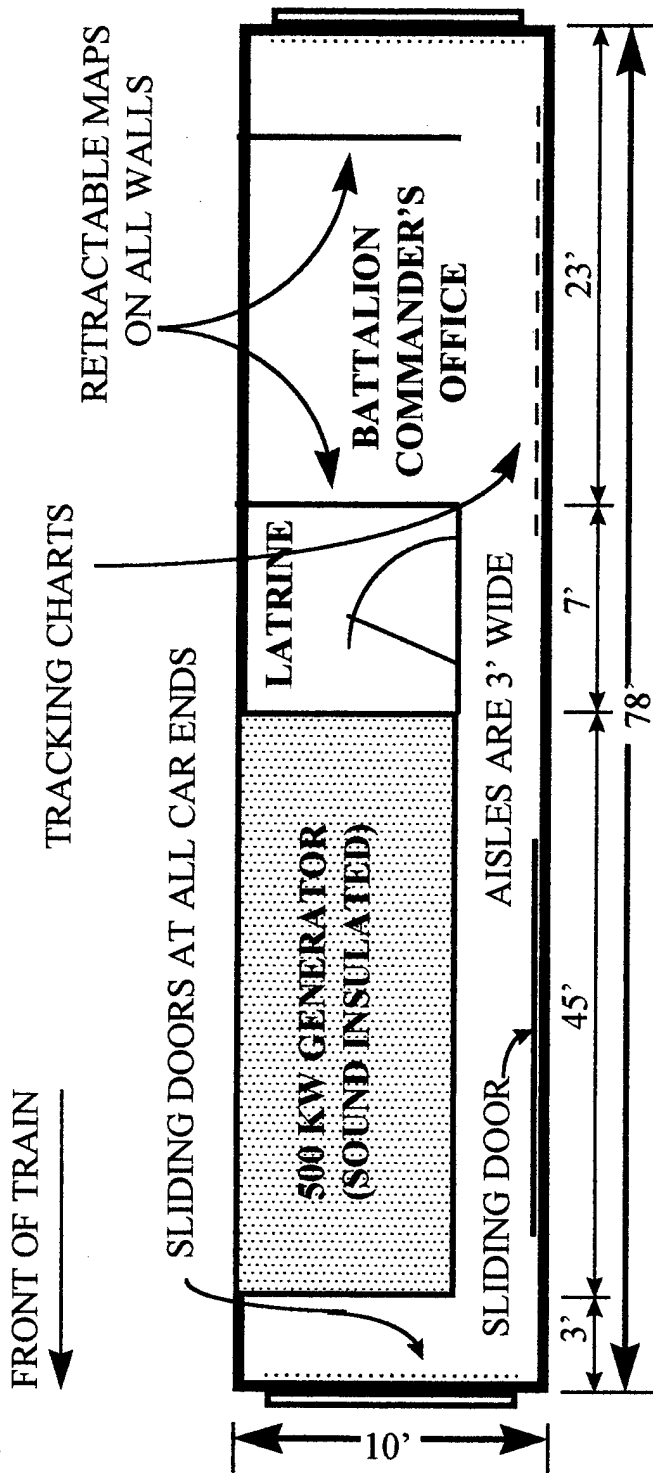 FRONT OF TRAIN
TRACKING CHARTS
RETRACTABLE MAPS
ON ALL WALLS
SLIDING DOORS AT ALL CAR ENDS
500 KW GENERATOR
(SOUND INSULATED)
LATRINE
BATTALION
COMMANDER'S
OFFICE
SLIDING DOOR
AISLES ARE 3' WIDE
10'
3'
45'
7'
23'
78'